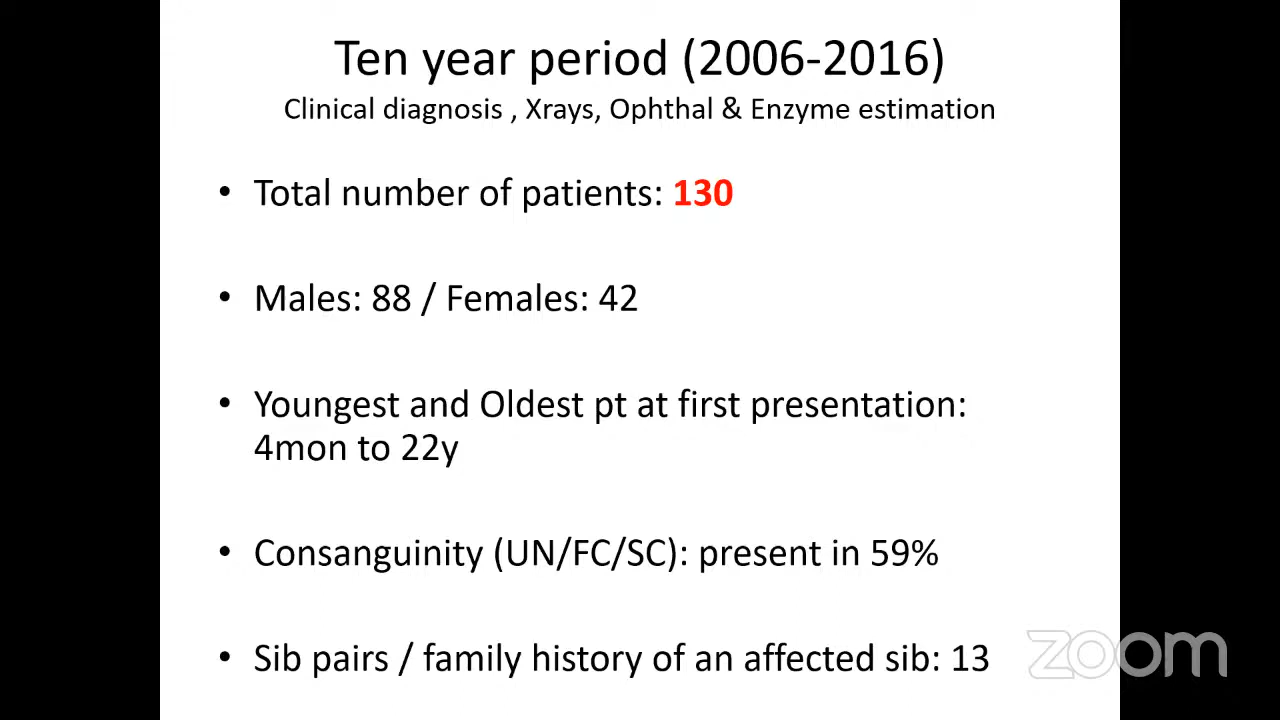 Ten year period (2006-2016)
Clinical diagnosis , Xrays, Ophthal & Enzyme estimation
• Total number of patients: 130
• Males: 88 / Females: 42
• Youngest and Oldest pt at first presentation:
4mon to 22y
• Consanguinity (UN/FC/SC): present in 59%
• Sib pairs / family history of an affected sib: 13
zoom